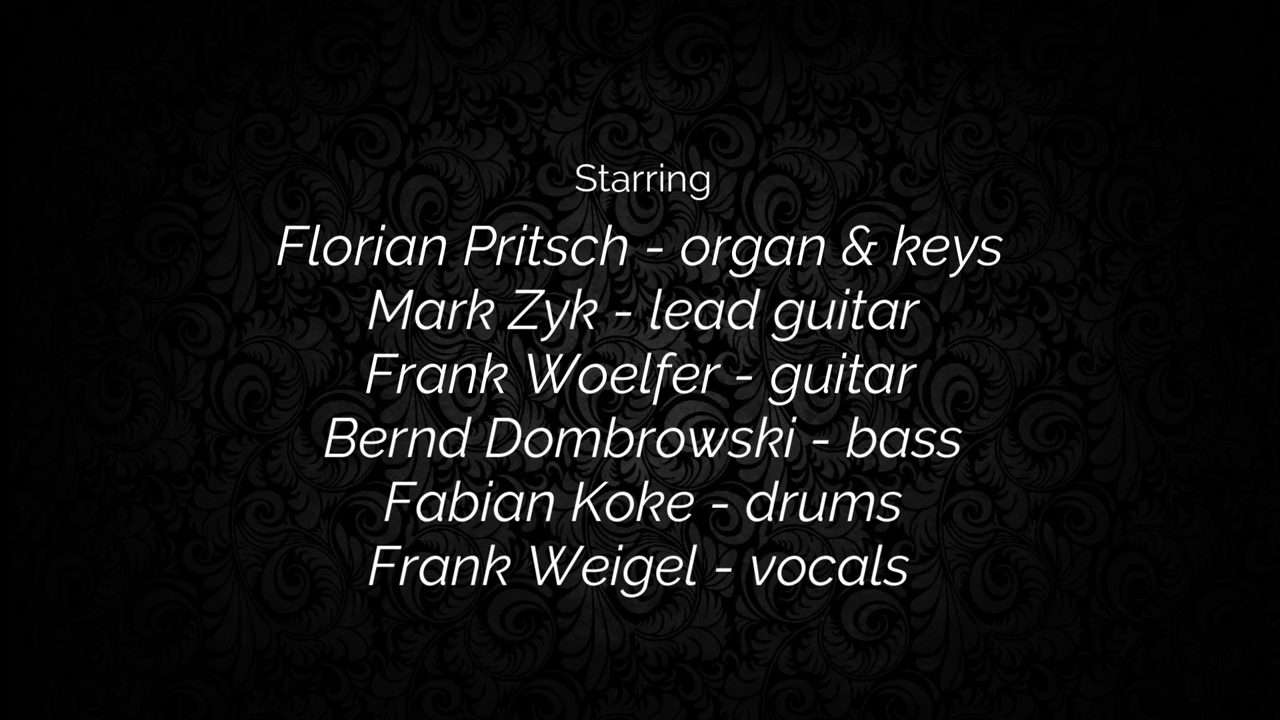 Starring
Florian Pritsch - organ & keys
Mark Zyk - lead guitar
Frank Woelfer - guitar
Bernd Dombrowski - bass
Fabian Koke - drums
Frank Weigel - vocals